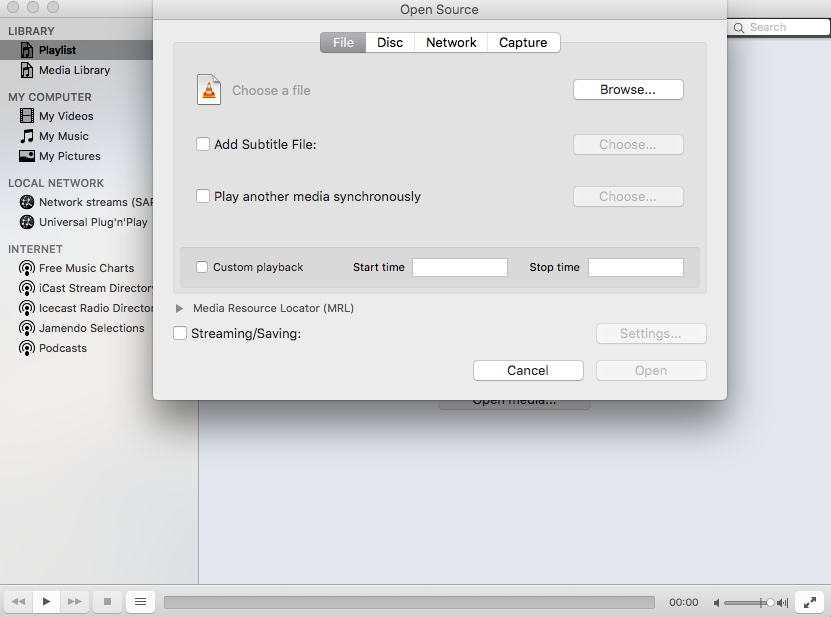 Open Source
LIBRARY
Playlist
Media Library
MY COMPUTER
My Videos
My Music
My Pictures
LOCAL NETWORK
Network streams (SAP
Universal Plug'n'Play
INTERNET
Free Music Charts
iCast Stream Directory
Icecast Radio Director
Jamendo Selections
Podcasts
File Disc Network Capture
Search
Choose a file Browse...
Add Subtitle File: Choose...
Play another media synchronously Choose...
Custom playback Start time Stop time
Media Resource Locator (MRL)
Streaming/Saving: Settings...
Cancel Open
Open media...
00:00